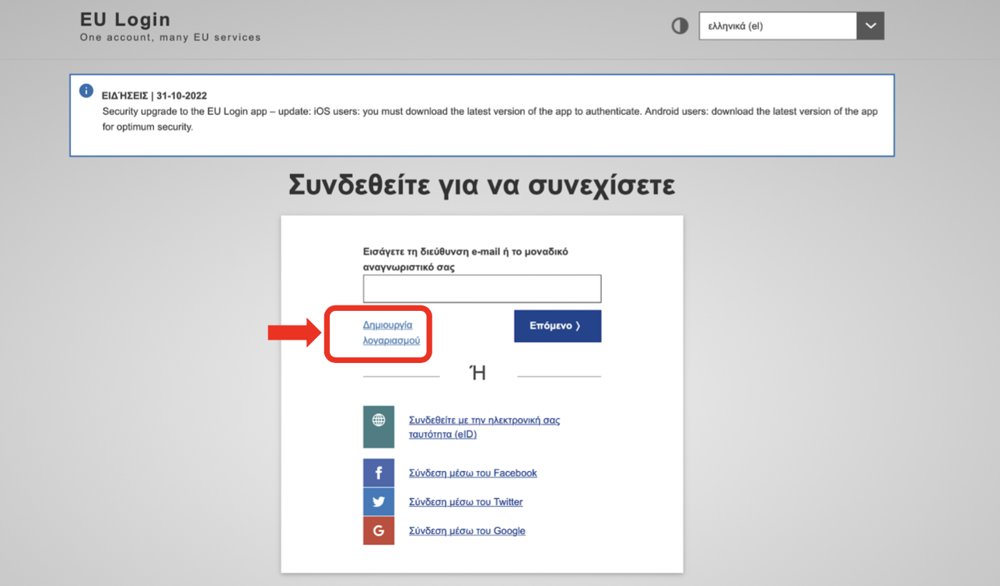 EU Login
One account, many EU services
ελληνικά (el)
ΕΙΔΉΣΕΙΣ | 31-10-2022
Security upgrade to the EU Login app – update: iOS users: you must download the latest version of the app to authenticate. Android users: download the latest version of the app
for optimum security.
Συνδεθείτε για να συνεχίσετε
Εισάγετε τη διεύθυνση e-mail ή το μοναδικό
αναγνωριστικό σας
Δημιουργία
λογαριασμού
Επόμενο ⟩
Ή
Συνδεθείτε με την ηλεκτρονική σας
ταυτότητα (eID)
Σύνδεση μέσω του Facebook
Σύνδεση μέσω του Twitter
Σύνδεση μέσω του Google